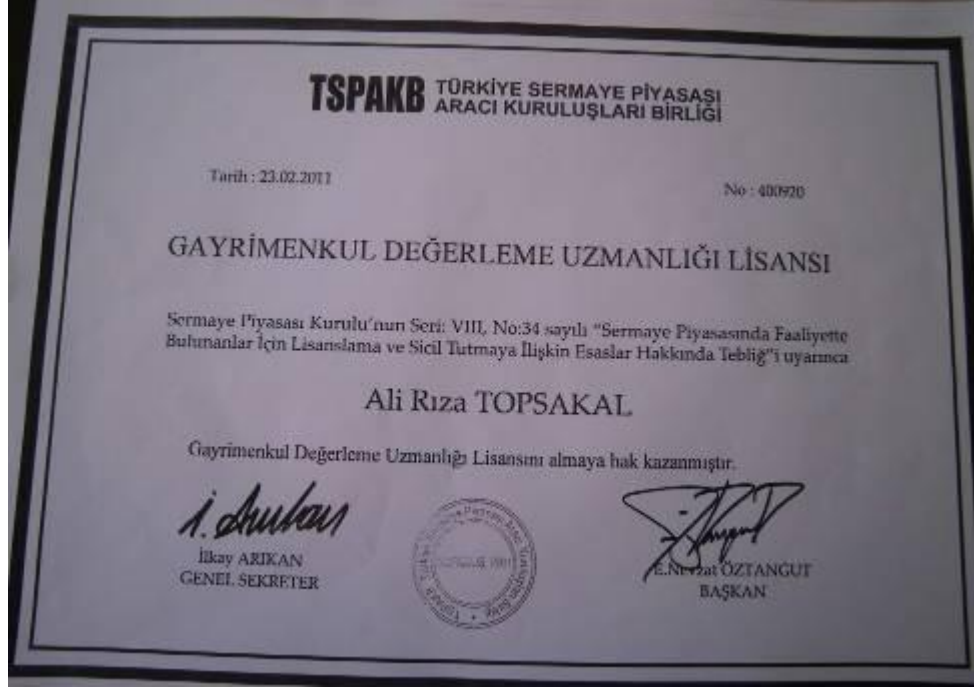 TSPAKB TÜRKİYE SERMAYE PİYASASI
ARACI KURULUŞLARI BİRLİĞİ
Tarih : 23.02.2011
No : 400920
GAYRİMENKUL DEĞERLEME UZMANLIĞI LİSANSI
Sermaye Piyasası Kurulu'nun Seri: VIII, No:34 sayılı "Sermaye Piyasasında Faaliyette
Bulunanlar İçin Lisanslama ve Sicil Tutmaya İlişkin Esaslar Hakkında Tebliğ"i uyarınca
Ali Rıza TOPSAKAL
Gayrimenkul Değerleme Uzmanlığı Lisansını almaya hak kazanmıştır.
İlkay ARIKAN
GENEL SEKRETER
E.Nevzat ÖZTANGUT
BAŞKAN